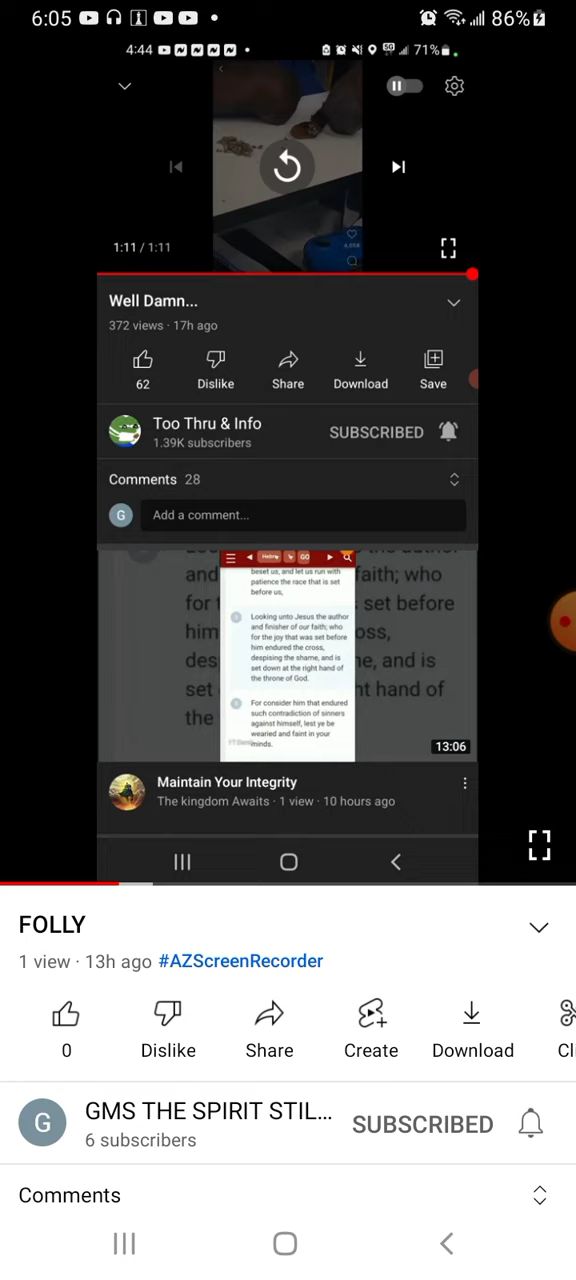 6:05
86%
4:44
5G
71%
1:11 / 1:11
4,658
Well Damn...
372 views · 17h ago
62
Dislike
Share
Download
Save
Too Thru & Info
1.39K subscribers
SUBSCRIBED
Comments 28
G
Add a comment...
GO
beset us, and let us run with
patience the race that is set
before us,
Looking unto Jesus the author
and finisher of our faith; who
for the joy that was set before
him endured the cross,
despising the shame, and is
set down at the right hand of
the throne of God.
For consider him that endured
such contradiction of sinners
against himself, lest ye be
wearied and faint in your
minds.
and
faith; who
for
set before
him
oss,
des
ne, and is
set
ht hand of
the
13:06
Maintain Your Integrity
The kingdom Awaits · 1 view · 10 hours ago
FOLLY
1 view · 13h ago #AZScreenRecorder
0
Dislike
Share
Create
Download
Cli
G
GMS THE SPIRIT STIL...
6 subscribers
SUBSCRIBED
Comments